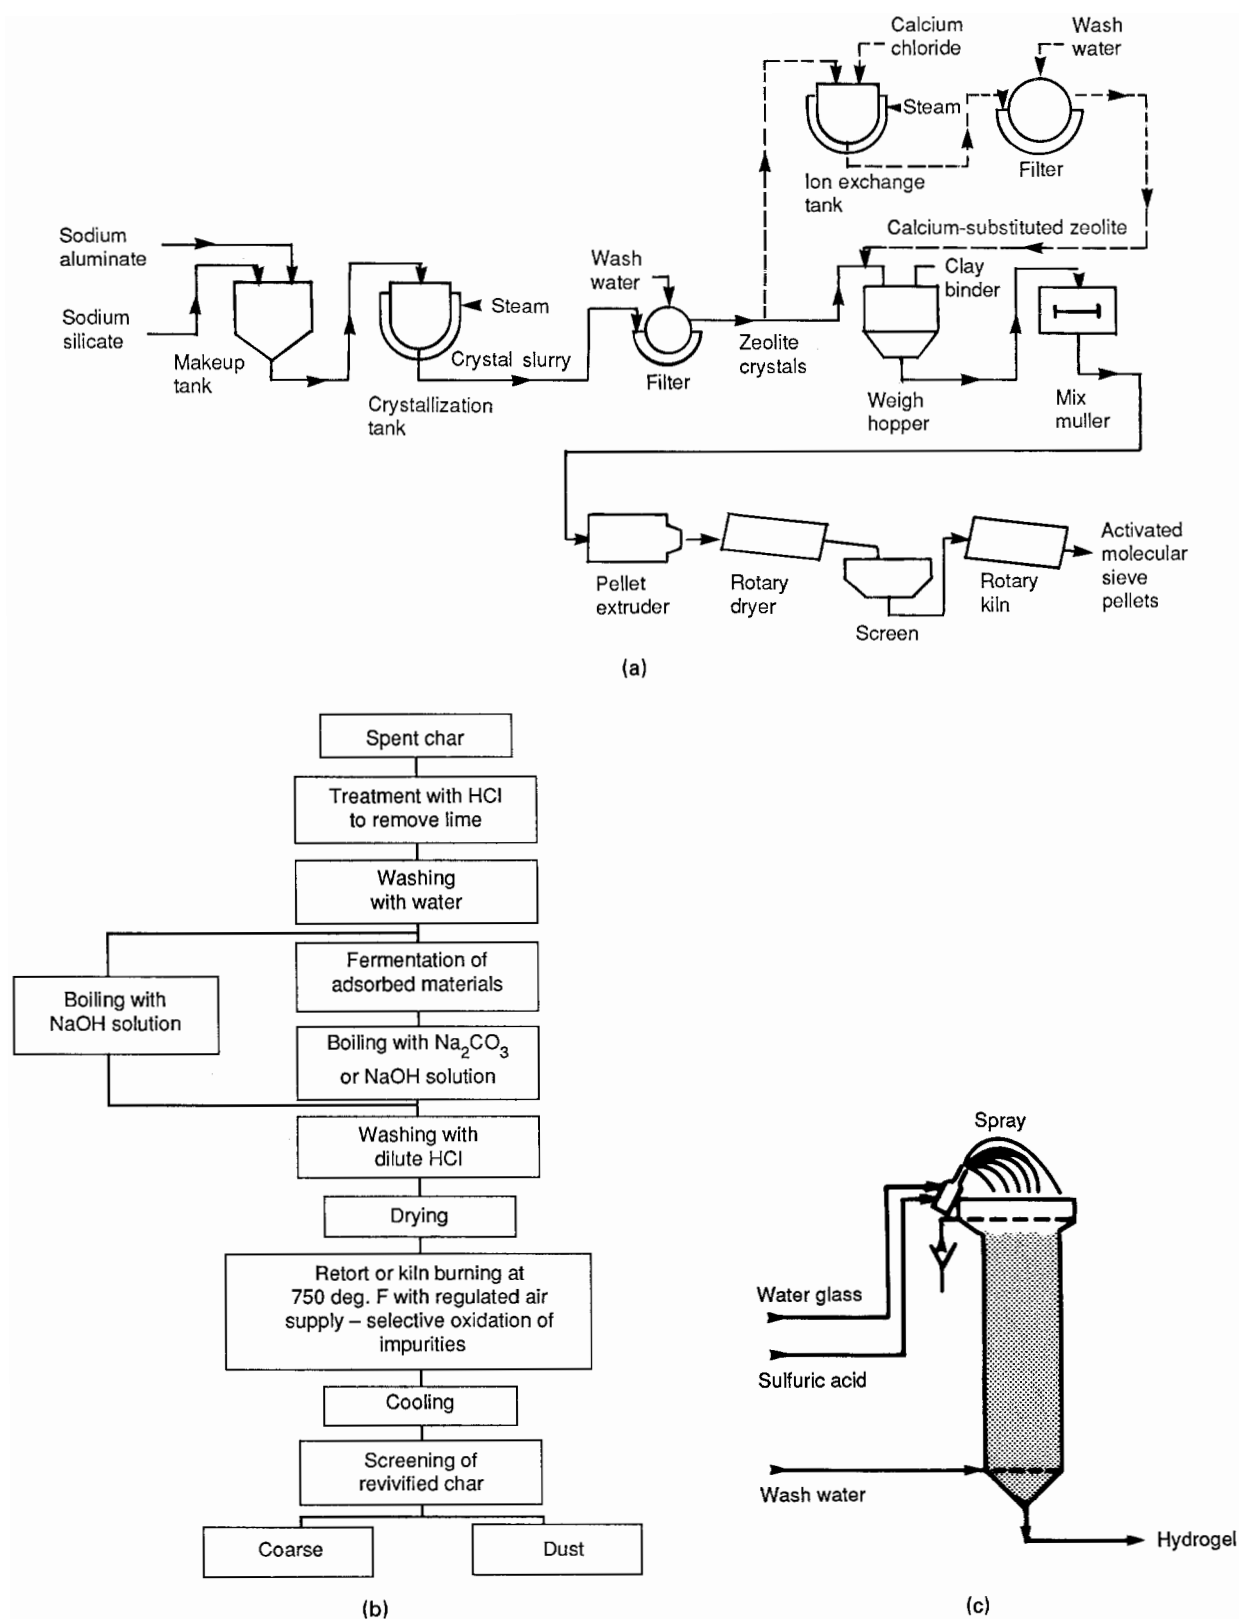 Calcium
chloride
Wash
water
Steam
Ion exchange
tank
Filter
Calcium-substituted zeolite
Sodium
aluminate
Sodium
silicate
Makeup
tank
Steam
Crystal slurry
Crystallization
tank
Wash
water
Filter
Zeolite
crystals
Clay
binder
Weigh
hopper
Mix
muller
Pellet
extruder
Rotary
dryer
Screen
Rotary
kiln
Activated
molecular
sieve
pellets
(a)
Spent char
Treatment with HCl
to remove lime
Washing
with water
Fermentation of
adsorbed materials
Boiling with
NaOH solution
Boiling with Na₂CO₃
or NaOH solution
Washing with
dilute HCl
Drying
Retort or kiln burning at
750 deg. F with regulated air
supply – selective oxidation of
impurities
Cooling
Screening of
revivified char
Coarse
Dust
(b)
Spray
Water glass
Sulfuric acid
Wash water
Hydrogel
(c)